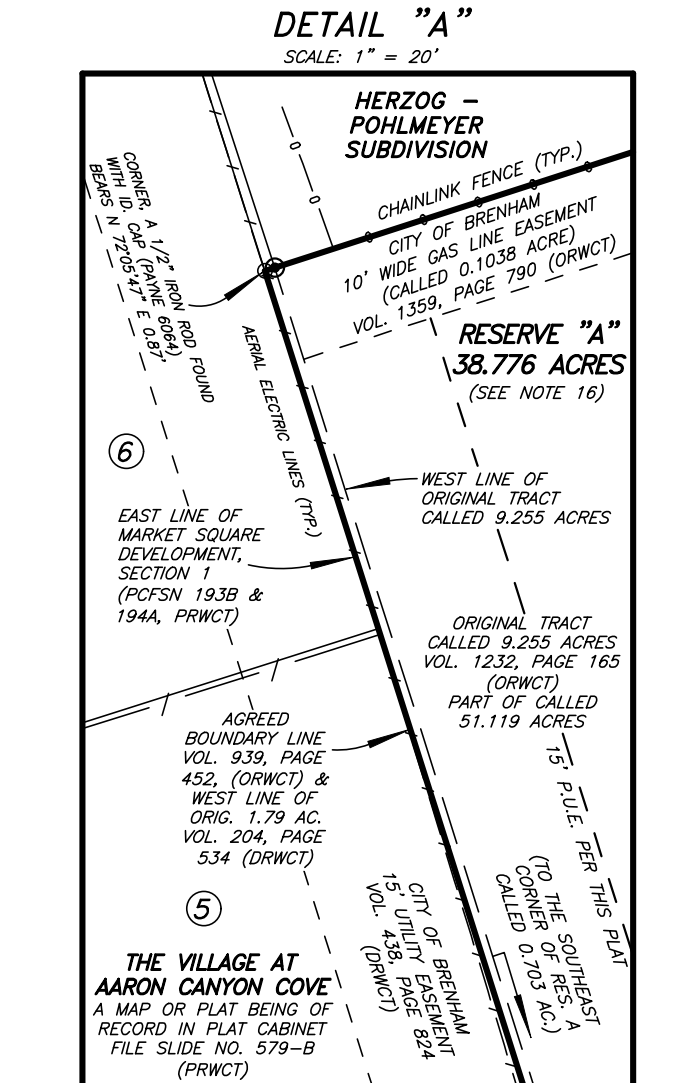 DETAIL "A"
SCALE: 1" = 20'
HERZOG –
POHLMEYER
SUBDIVISION
CHAINLINK FENCE (TYP.)
CITY OF BRENHAM
10' WIDE GAS LINE EASEMENT
(CALLED 0.1038 ACRE)
VOL. 1359, PAGE 790 (ORWCT)
CORNER, A 1/2" IRON ROD FOUND
WITH ID. CAP (PAYNE 6064)
BEARS N 72°05'47" E 0.87'
AERIAL ELECTRIC LINES (TYP.)
RESERVE "A"
38.776 ACRES
(SEE NOTE 16)
6
WEST LINE OF
ORIGINAL TRACT
CALLED 9.255 ACRES
EAST LINE OF
MARKET SQUARE
DEVELOPMENT,
SECTION 1
(PCFSN 193B &
194A, PRWCT)
ORIGINAL TRACT
CALLED 9.255 ACRES
VOL. 1232, PAGE 165
(ORWCT)
PART OF CALLED
51.119 ACRES
AGREED
BOUNDARY LINE
VOL. 939, PAGE
452, (ORWCT) &
WEST LINE OF
ORIG. 1.79 AC.
VOL. 204, PAGE
534 (DRWCT)
15' P.U.E. PER THIS PLAT
5
CITY OF BRENHAM
15' UTILITY EASEMENT
VOL. 438, PAGE 824
(DRWCT)
(TO THE SOUTHEAST
CORNER OF RES. A
CALLED 0.703 AC.)
THE VILLAGE AT
AARON CANYON COVE
A MAP OR PLAT BEING OF
RECORD IN PLAT CABINET
FILE SLIDE NO. 579–B
(PRWCT)